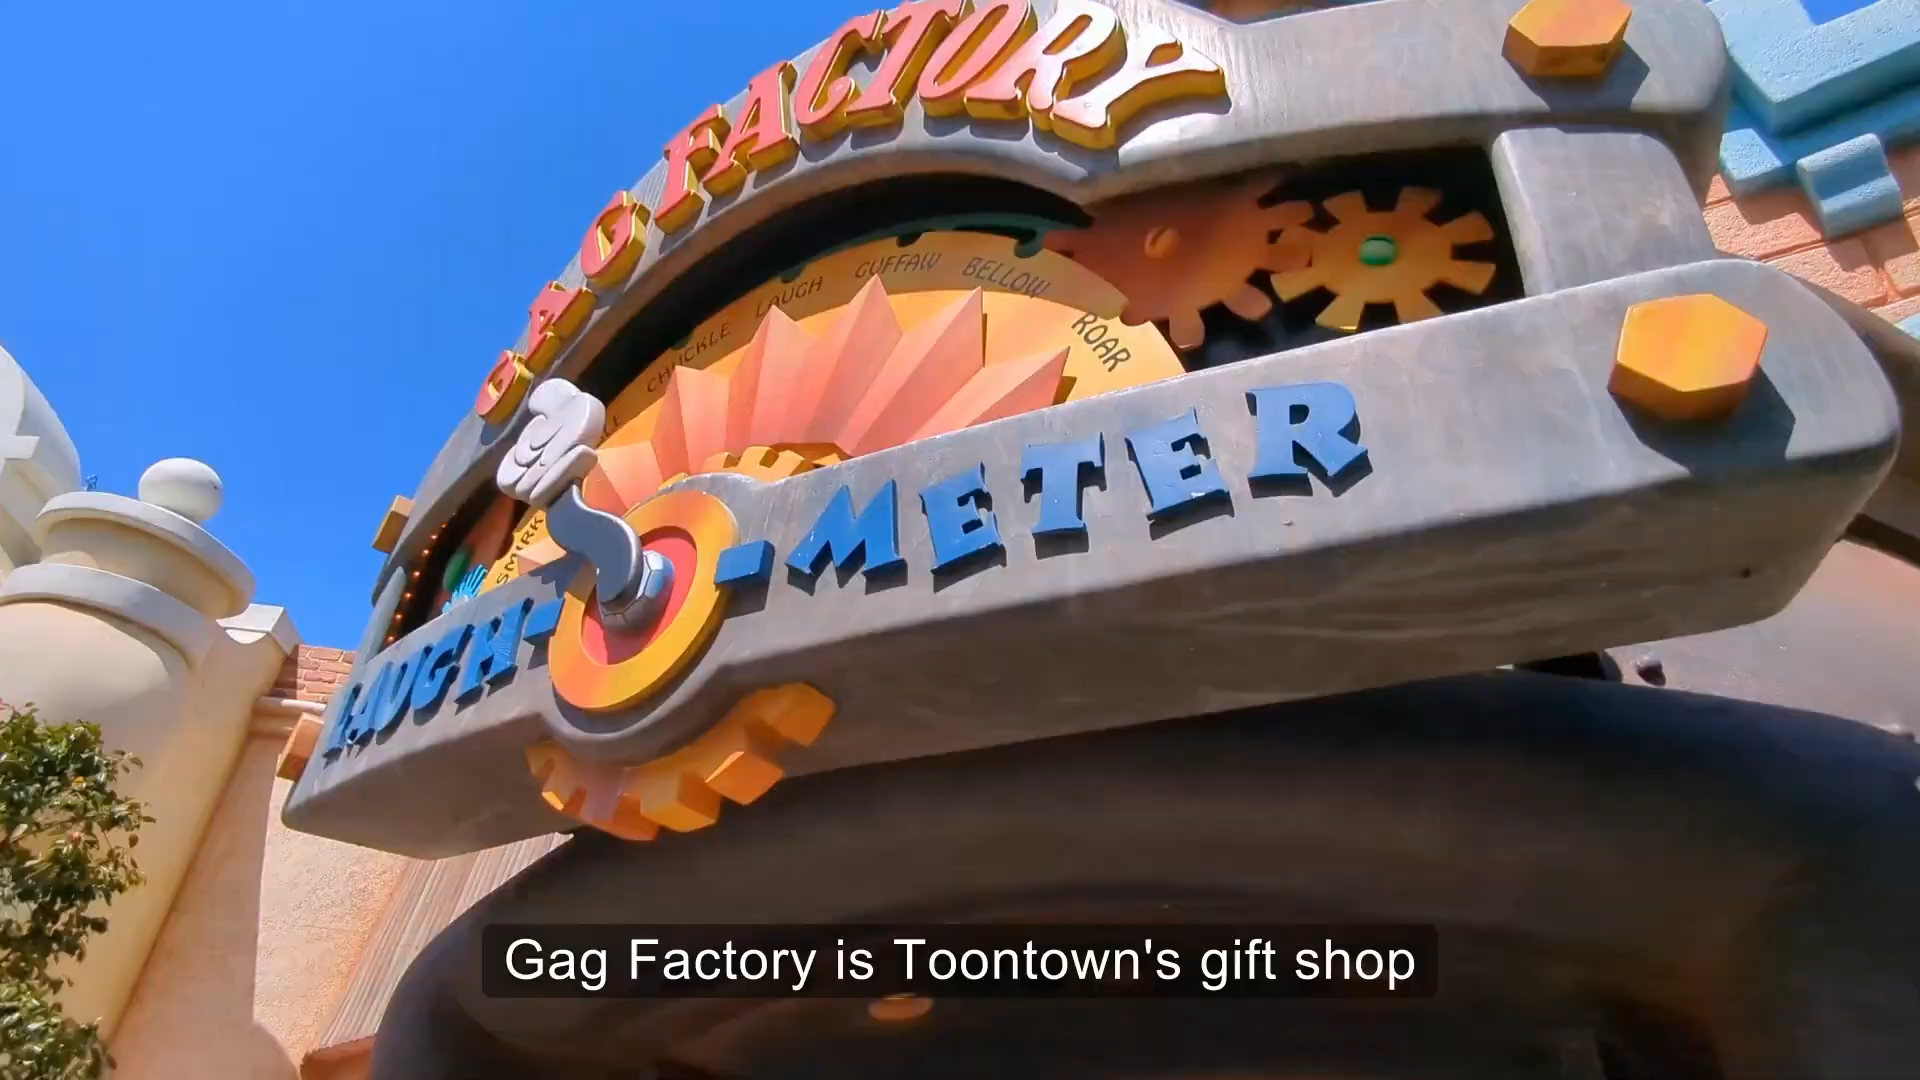 GAG FACTORY
SMIRK
CHUCKLE
LAUGH
GUFFAW
BELLOW
ROAR
LAUGH-O-METER
Gag Factory is Toontown's gift shop